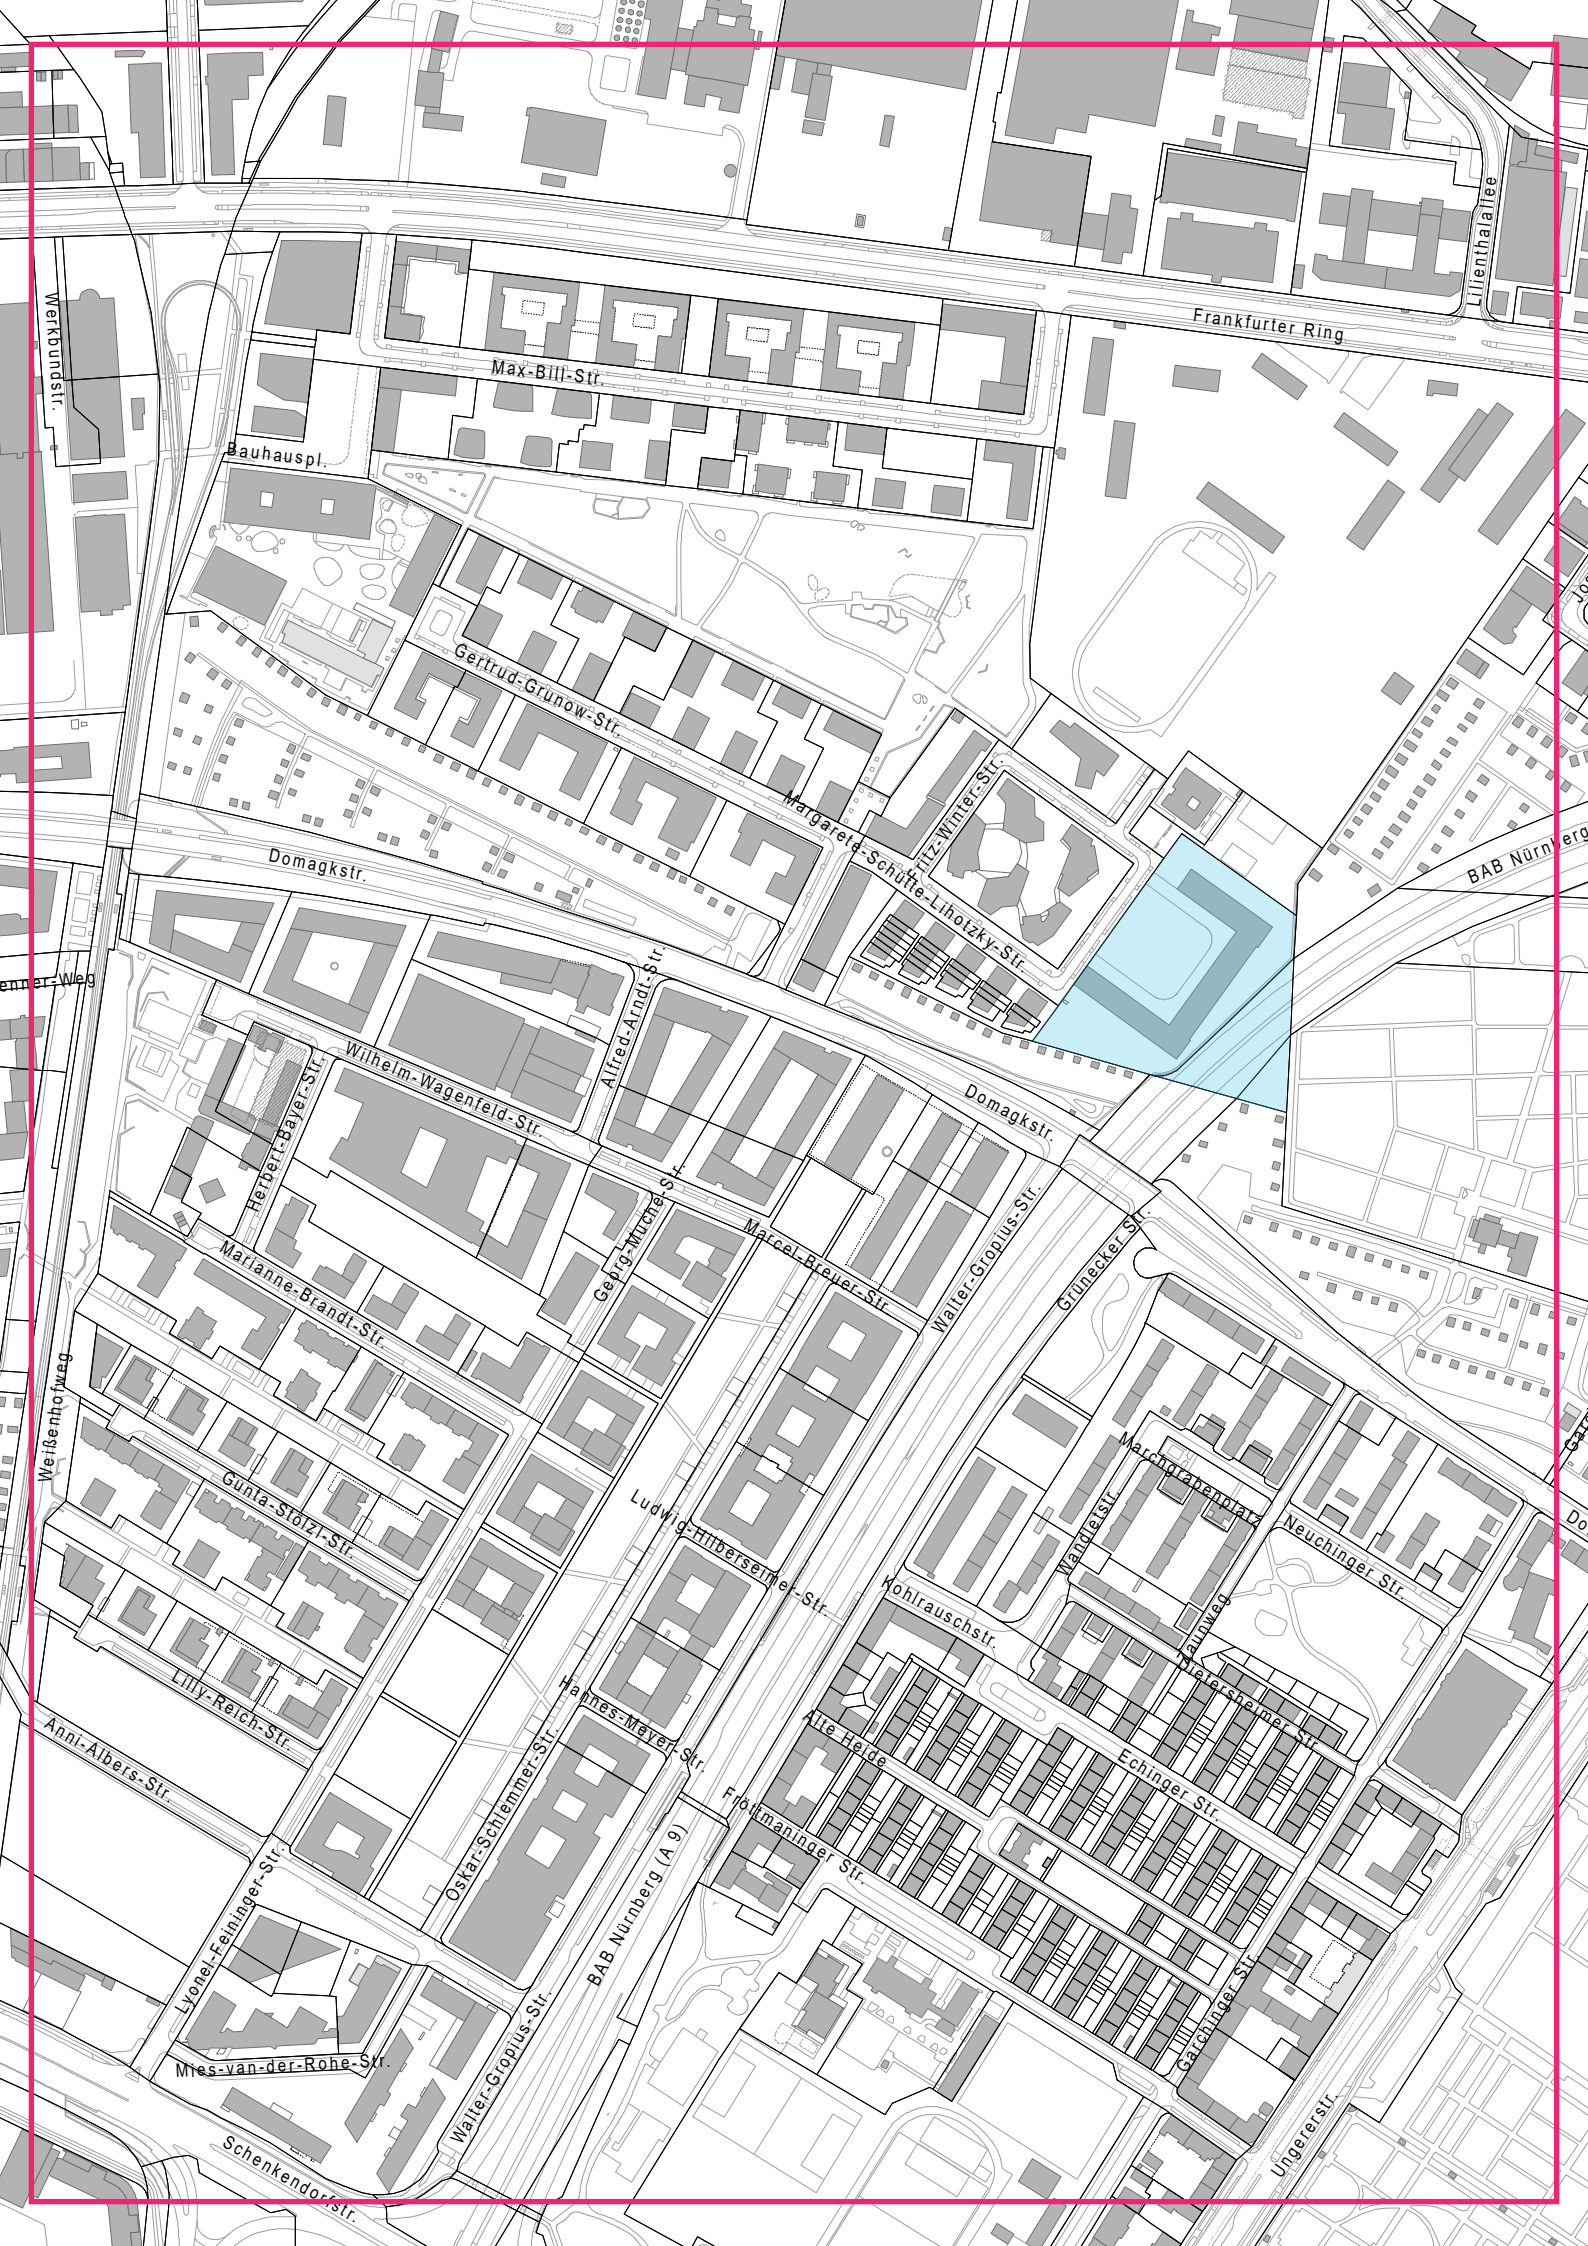 Lilienthalallee
Frankfurter Ring
Werkbundstr.
Max-Bill-Str.
Bauhauspl.
Gertrud-Grunow-Str.
Margarete-Schütte-Lihotzky-Str.
Fritz-Winter-Str.
BAB Nürnberg
Domagkstr.
enner-Weg
Alfred-Arndt-Str.
Wilhelm-Wagenfeld-Str.
Herbert-Bayer-Str.
Domagkstr.
Georg-Muche-Str.
Marcel-Breuer-Str.
Walter-Gropius-Str.
Grünecker Str.
Marianne-Brandt-Str.
Weißenhofweg
Gunta-Stölzl-Str.
Ludwig-Hilberseimer-Str.
Marchgrabenplatz
Wandletstr.
Neuchinger Str.
Kohlrauschstr.
Zaunweg
Dietersheimer Str.
Lilly-Reich-Str.
Anni-Albers-Str.
Hannes-Meyer-Str.
Alte Heide
Echinger Str.
Fröttmaninger Str.
Oskar-Schlemmer-Str.
BAB Nürnberg (A 9)
Lyonel-Feininger-Str.
Garchinger Str.
Mies-van-der-Rohe-Str.
Walter-Gropius-Str.
Schenkendorfstr.
Ungererstr.